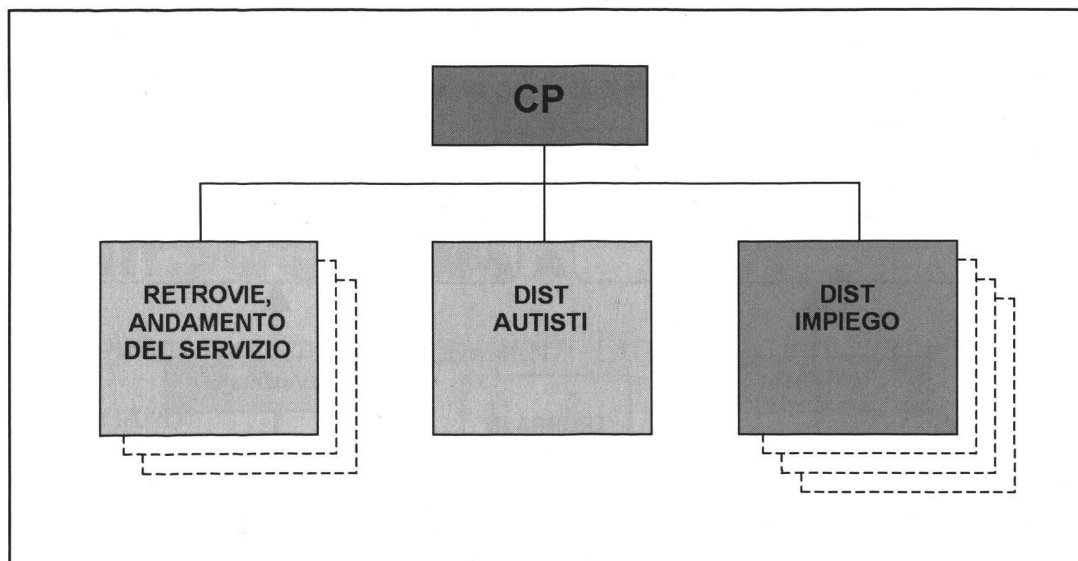 CP
RETROVIE,
ANDAMENTO
DEL SERVIZIO
DIST
AUTISTI
DIST
IMPIEGO